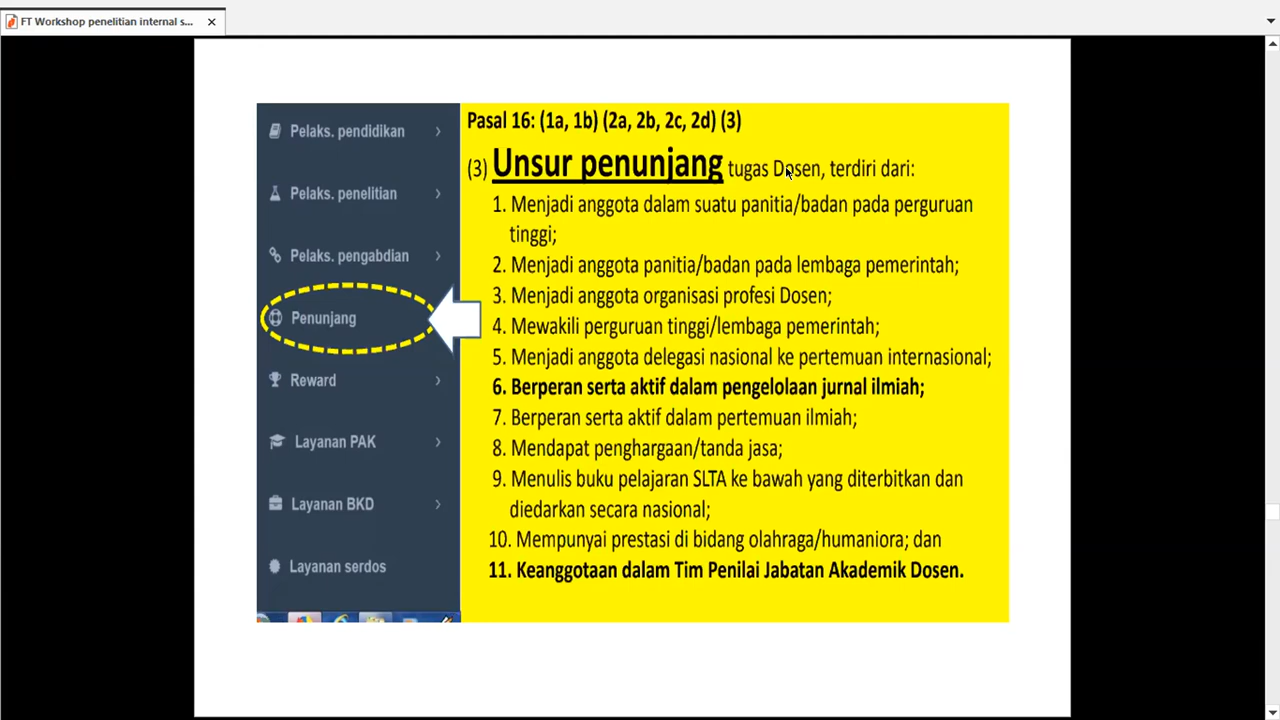 FT Workshop penelitian internal s...
Pelaks. pendidikan
Pelaks. penelitian
Pelaks. pengabdian
Penunjang
Reward
Layanan PAK
Layanan BKD
Layanan serdos
Pasal 16: (1a, 1b) (2a, 2b, 2c, 2d) (3)
(3) Unsur penunjang tugas Dosen, terdiri dari:
1. Menjadi anggota dalam suatu panitia/badan pada perguruan
tinggi;
2. Menjadi anggota panitia/badan pada lembaga pemerintah;
3. Menjadi anggota organisasi profesi Dosen;
4. Mewakili perguruan tinggi/lembaga pemerintah;
5. Menjadi anggota delegasi nasional ke pertemuan internasional;
6. Berperan serta aktif dalam pengelolaan jurnal ilmiah;
7. Berperan serta aktif dalam pertemuan ilmiah;
8. Mendapat penghargaan/tanda jasa;
9. Menulis buku pelajaran SLTA ke bawah yang diterbitkan dan
diedarkan secara nasional;
10. Mempunyai prestasi di bidang olahraga/humaniora; dan
11. Keanggotaan dalam Tim Penilai Jabatan Akademik Dosen.